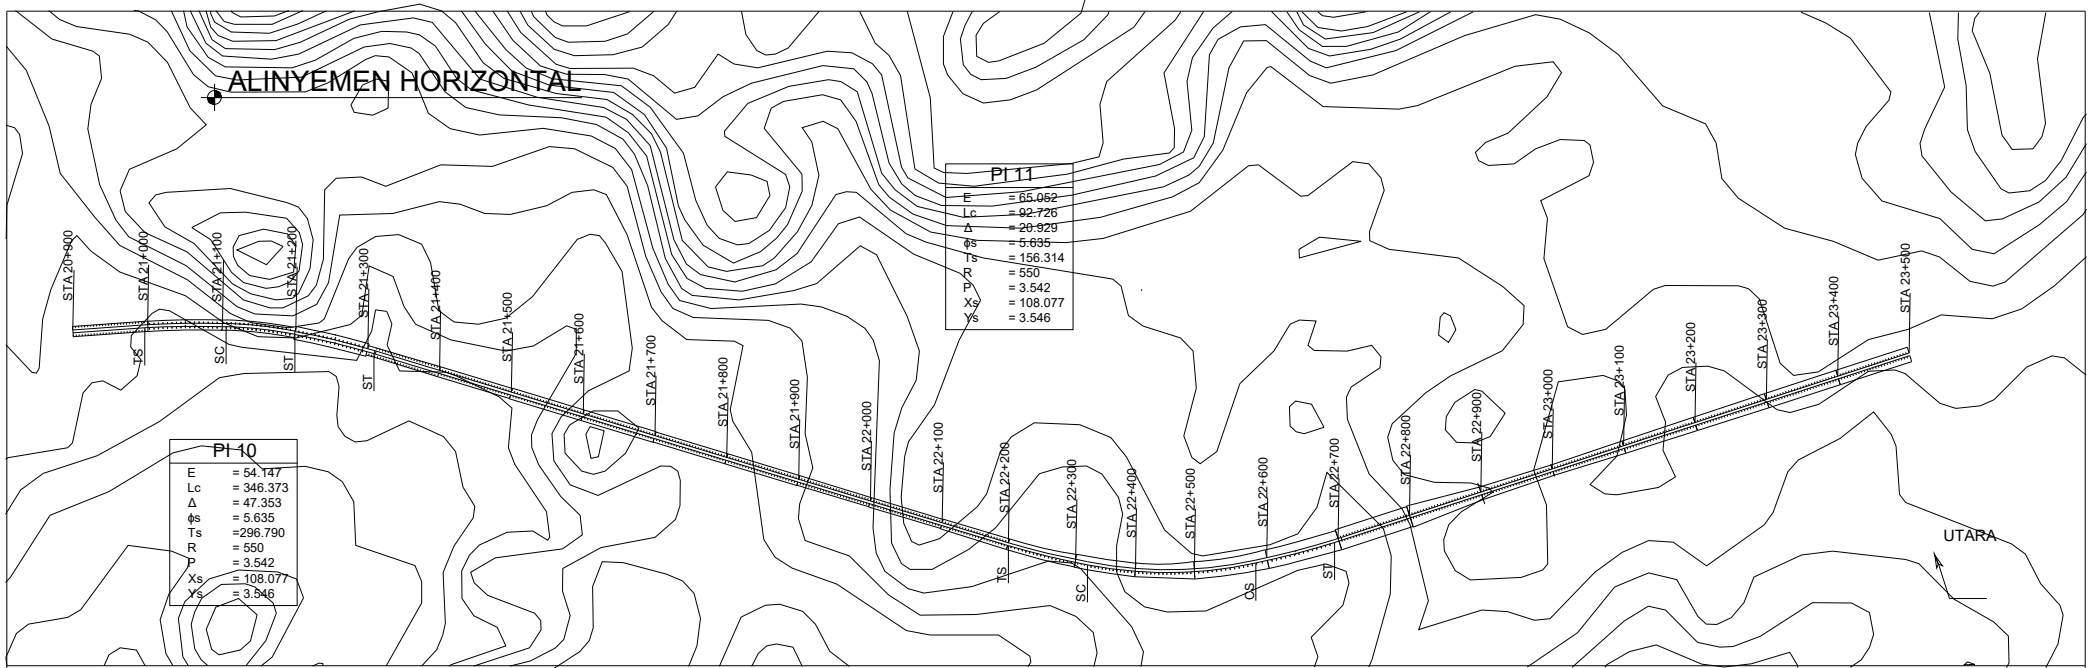 ALINYEMEN HORIZONTAL
PI 11
E = 65.052
Lc = 92.726
Δ = 20.929
ϕs = 5.635
Ts = 156.314
R = 550
P = 3.542
Xs = 108.077
Ys = 3.546
STA 20+900
STA 21+000
STA 21+100
STA 21+200
STA 21+300
STA 21+400
STA 21+500
STA 21+600
STA 21+700
STA 21+800
STA 21+900
STA 22+000
STA 22+100
STA 22+200
STA 22+300
STA 22+400
STA 22+500
STA 22+600
STA 22+700
STA 22+800
STA 22+900
STA 23+000
STA 23+100
STA 23+200
STA 23+300
STA 23+400
STA 23+500
TS
SC
ST
ST
TS
SC
CS
ST
PI 10
E = 54.147
Lc = 346.373
Δ = 47.353
ϕs = 5.635
Ts =296.790
R = 550
P = 3.542
Xs = 108.077
Ys = 3.546
UTARA